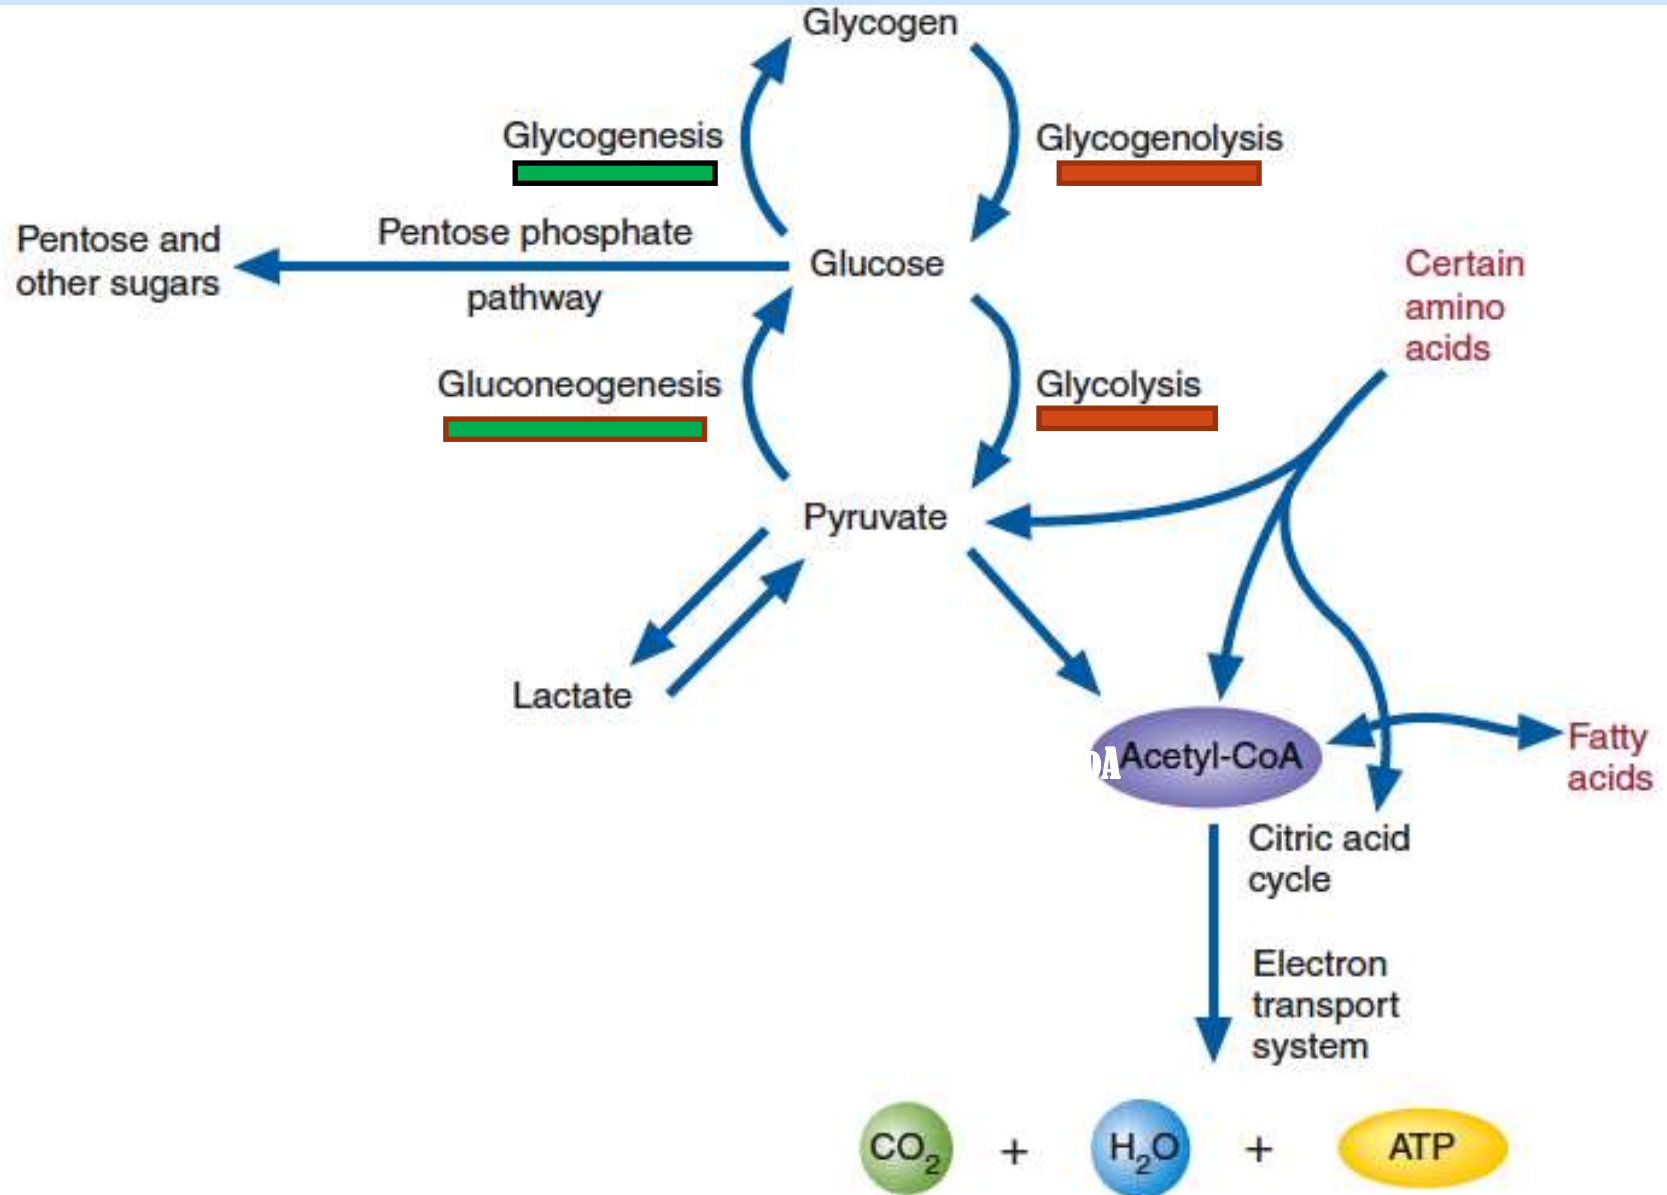 Glycogen
Glycogenesis
Glycogenolysis
Pentose and
other sugars
Pentose phosphate
pathway
Glucose
Certain
amino
acids
Gluconeogenesis
Glycolysis
Pyruvate
Lactate
Acetyl-CoA
Fatty
acids
Citric acid
cycle
Electron
transport
system
CO₂ + H₂O + ATP